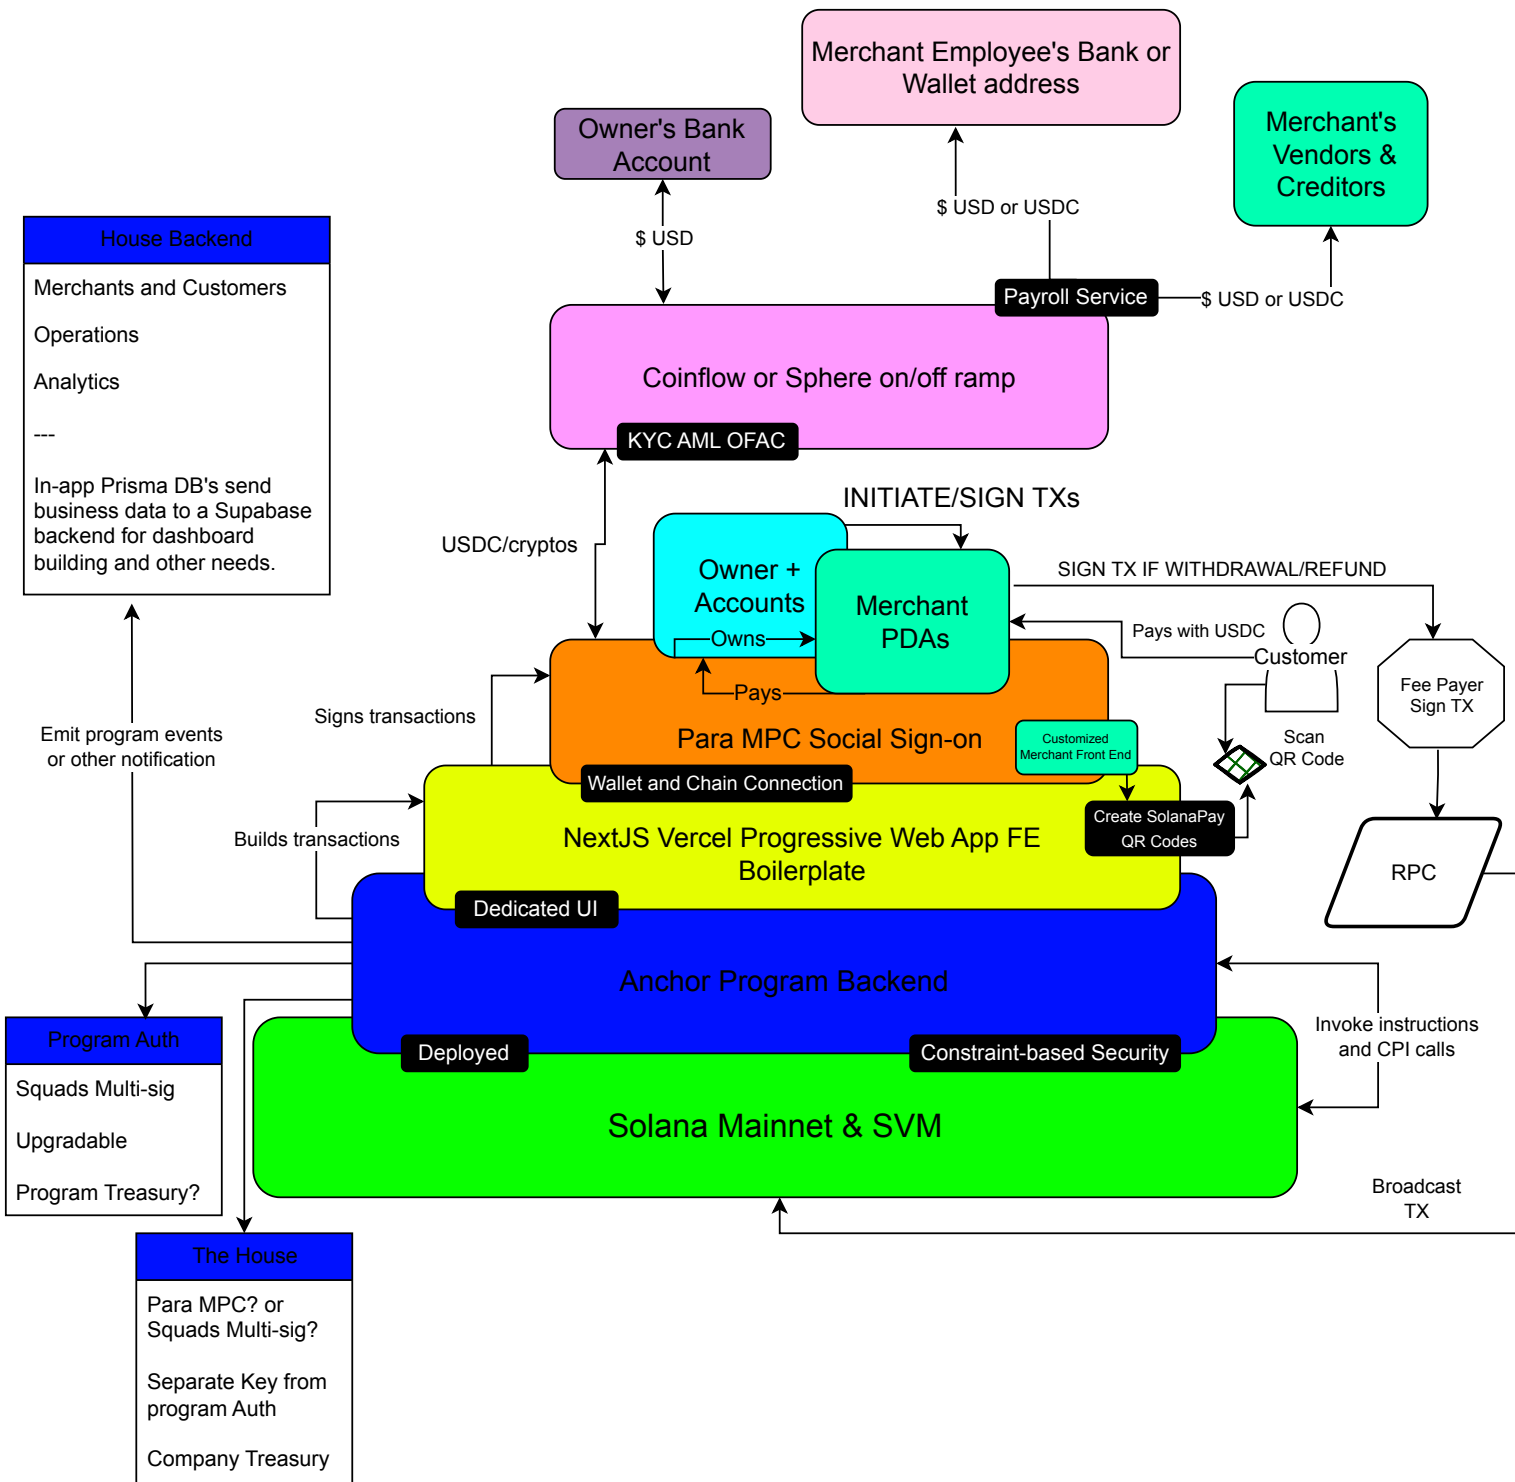 Merchant Employee's Bank or
Wallet address
Owner's Bank
Account
Merchant's
Vendors &
Creditors
$ USD
$ USD or USDC
Payroll Service
$ USD or USDC
Coinflow or Sphere on/off ramp
KYC AML OFAC
House Backend
Merchants and Customers
Operations
Analytics
---
In-app Prisma DB's send
business data to a Supabase
backend for dashboard
building and other needs.
USDC/cryptos
INITIATE/SIGN TXs
Owner +
Accounts
Merchant
PDAs
Owns
Pays
SIGN TX IF WITHDRAWAL/REFUND
Pays with USDC
Customer
Fee Payer
Sign TX
Scan
QR Code
Signs transactions
Para MPC Social Sign-on
Customized
Merchant Front End
Wallet and Chain Connection
Emit program events
or other notification
Builds transactions
NextJS Vercel Progressive Web App FE
Boilerplate
Create SolanaPay
QR Codes
Dedicated UI
RPC
Anchor Program Backend
Deployed
Constraint-based Security
Invoke instructions
and CPI calls
Program Auth
Squads Multi-sig
Upgradable
Program Treasury?
Solana Mainnet & SVM
Broadcast
TX
The House
Para MPC? or
Squads Multi-sig?
Separate Key from
program Auth
Company Treasury